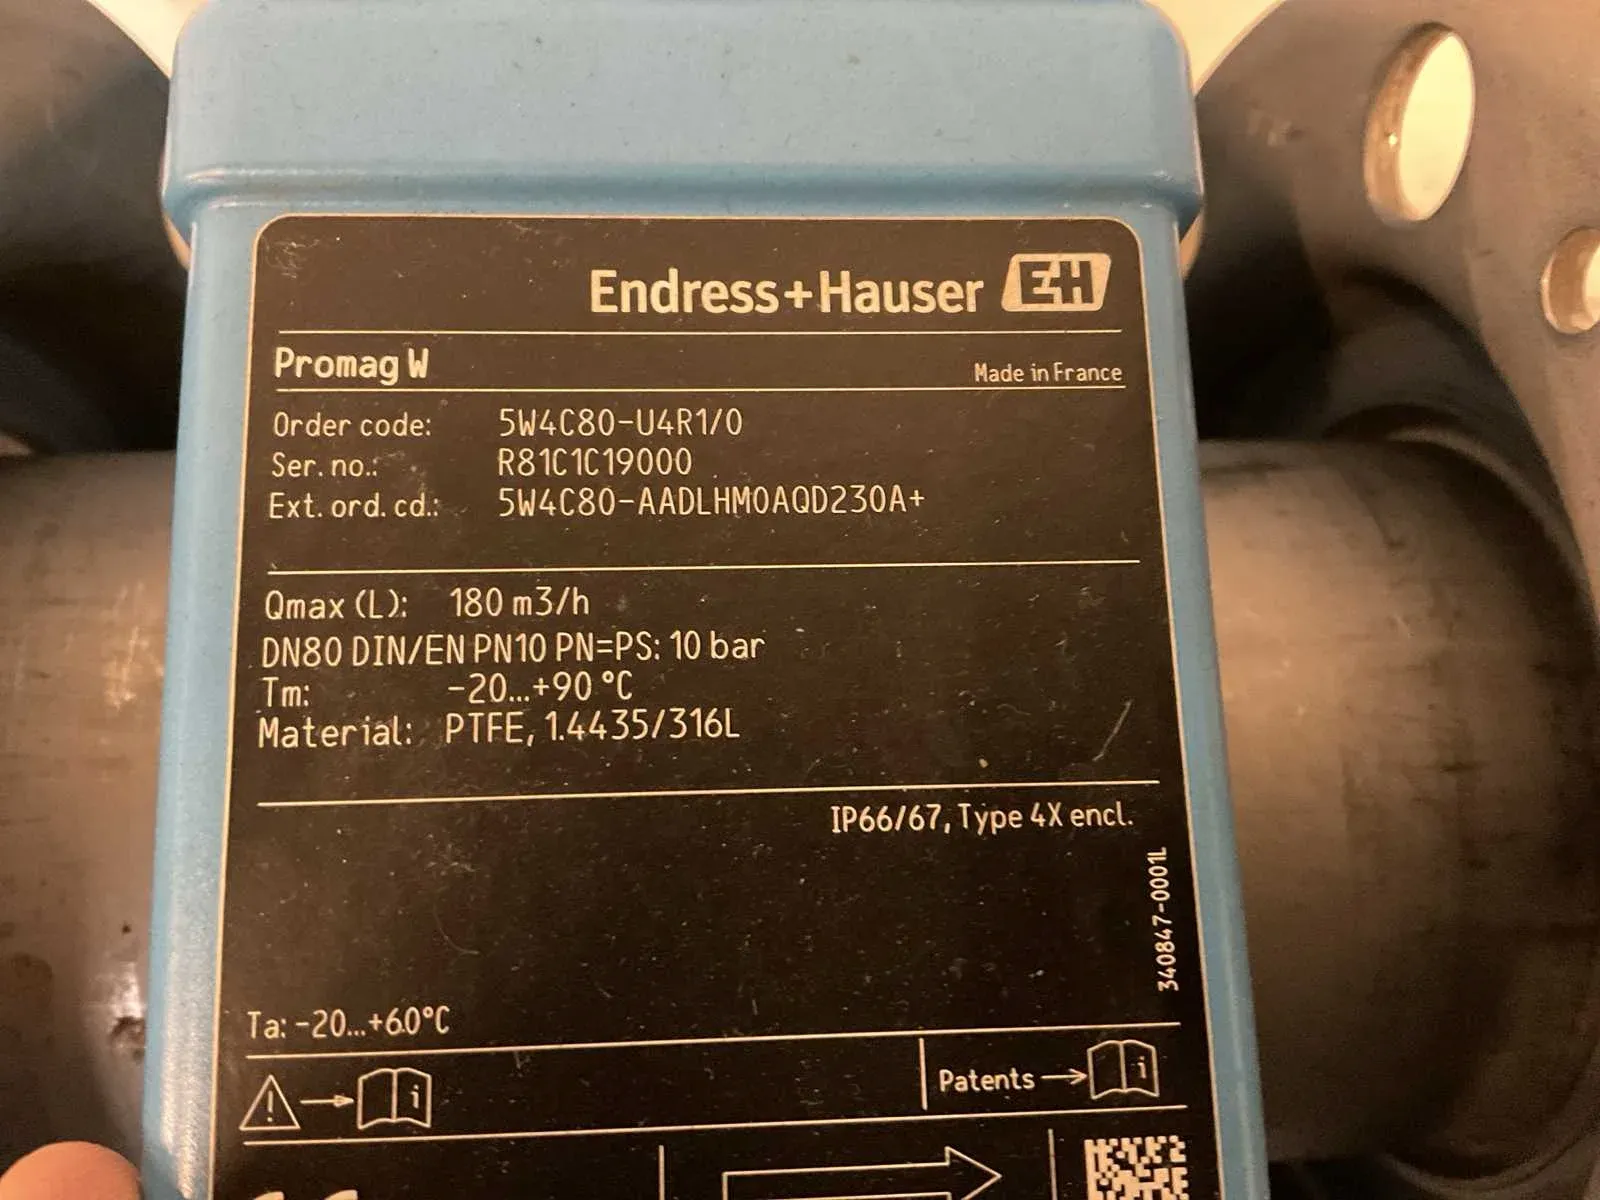 Endress+Hauser EH
Promag W
Made in France
Order code: 5W4C80-U4R1/0
Ser. no.: R81C1C19000
Ext. ord. cd.: 5W4C80-AADLHM0AQD230A+
Qmax (L): 180 m3/h
DN80 DIN/EN PN10 PN=PS: 10 bar
Tm: -20...+90 °C
Material: PTFE, 1.4435/316L
IP66/67, Type 4X encl.
340847-0001L
Ta: -20...+60°C
i
Patents i